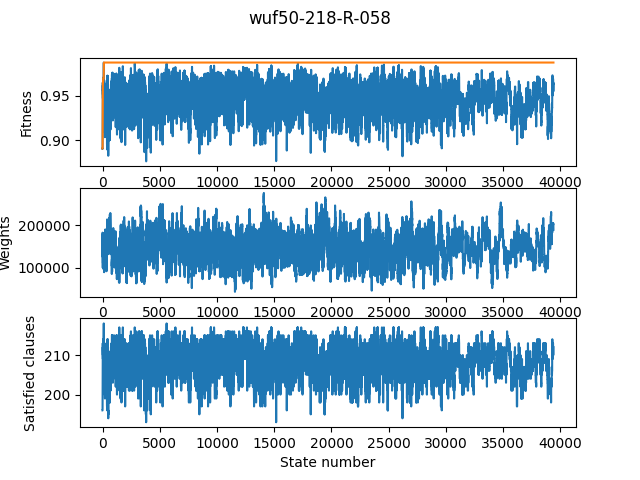 wuf50-218-R-058
0.95
0.90
Fitness
0 5000 10000 15000 20000 25000 30000 35000 40000
200000
100000
Weights
0 5000 10000 15000 20000 25000 30000 35000 40000
210
200
Satisfied clauses
0 5000 10000 15000 20000 25000 30000 35000 40000
State number